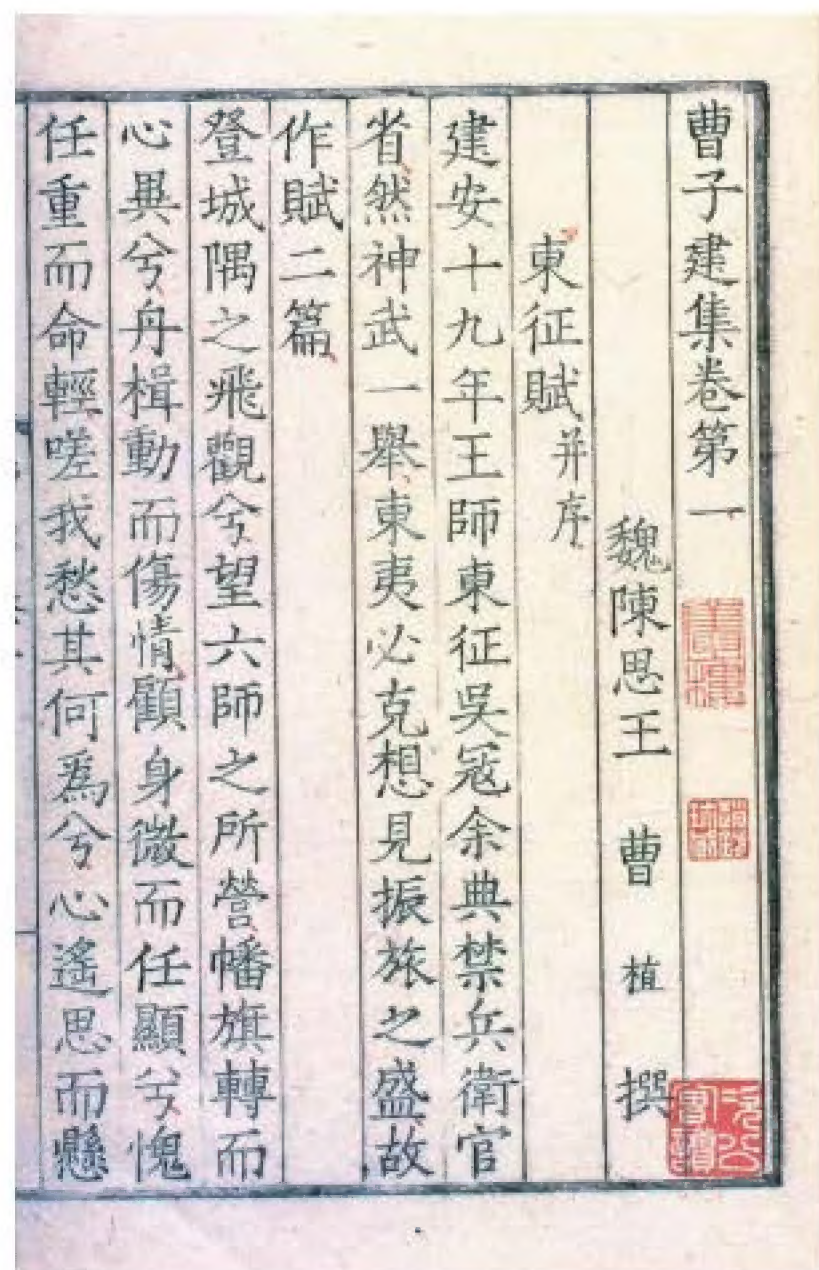 曹子建集卷第一
魏陳思王 曹 植 撰
東征賦 并序
建安十九年王師東征吳冦余典禁兵衛官
省然神武一舉東夷必克想見振旅之盛故
作賦二篇
登城隅之飛觀兮望六師之所營幡旗轉而
心異兮舟楫動而傷情顧身微而任顯兮愧
任重而命輕嗟我愁其何爲兮心遙思而懸